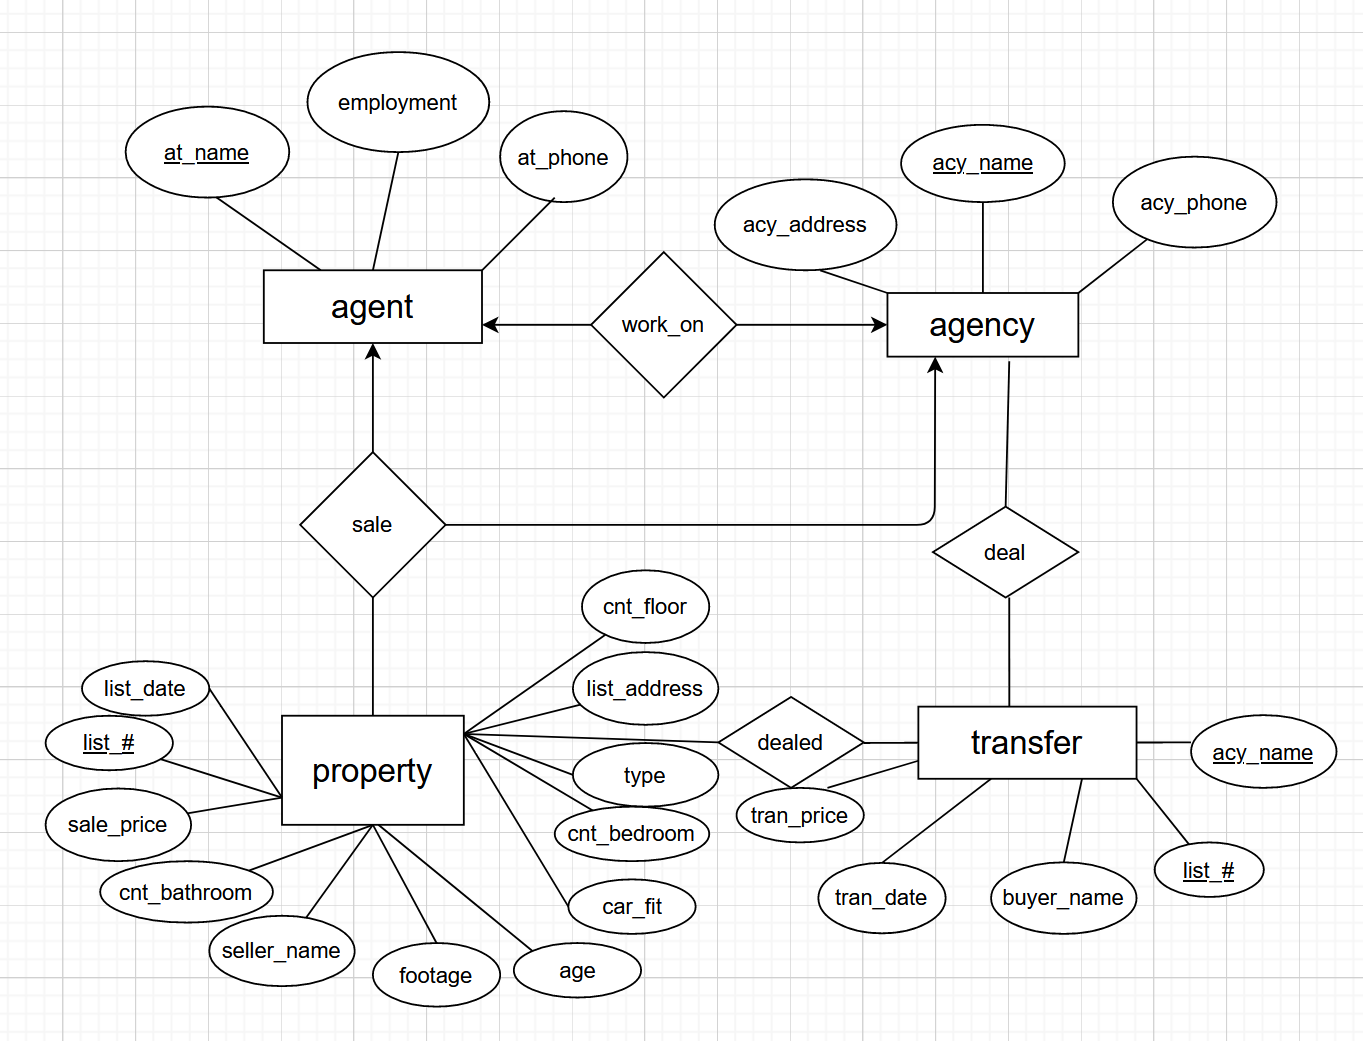 employment
at_name
at_phone
acy_name
acy_address
acy_phone
agent
work_on
agency
sale
deal
cnt_floor
list_date
list_address
list_#
dealed
transfer
acy_name
property
type
sale_price
tran_price
cnt_bedroom
list_#
cnt_bathroom
car_fit
tran_date
buyer_name
seller_name
footage
age